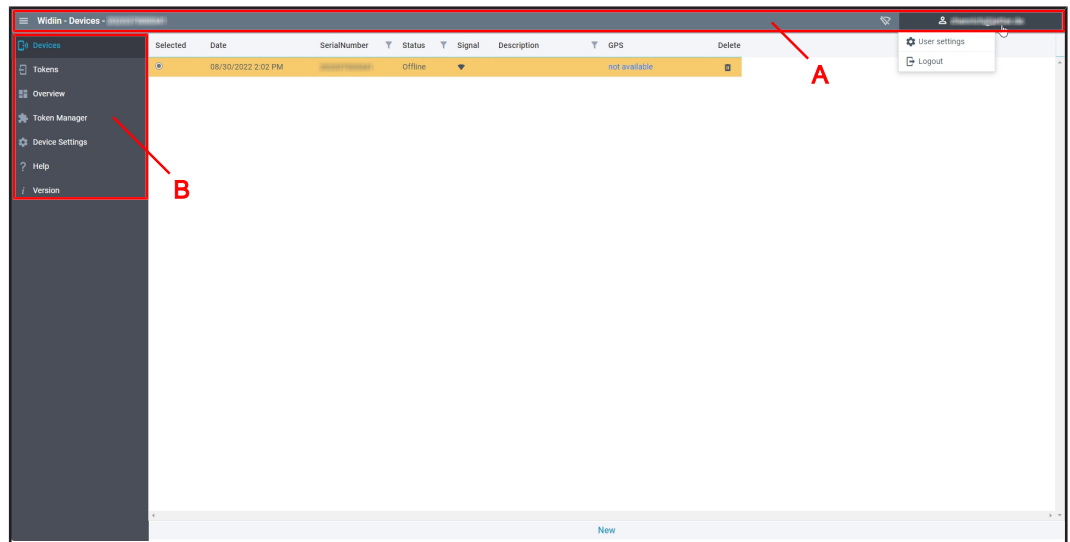 Widiin - Devices -
Devices
Tokens
Overview
Token Manager
Device Settings
Help
Version
Selected Date SerialNumber Status Signal Description GPS Delete
08/30/2022 2:02 PM Offline not available
User settings
Logout
A
B
New